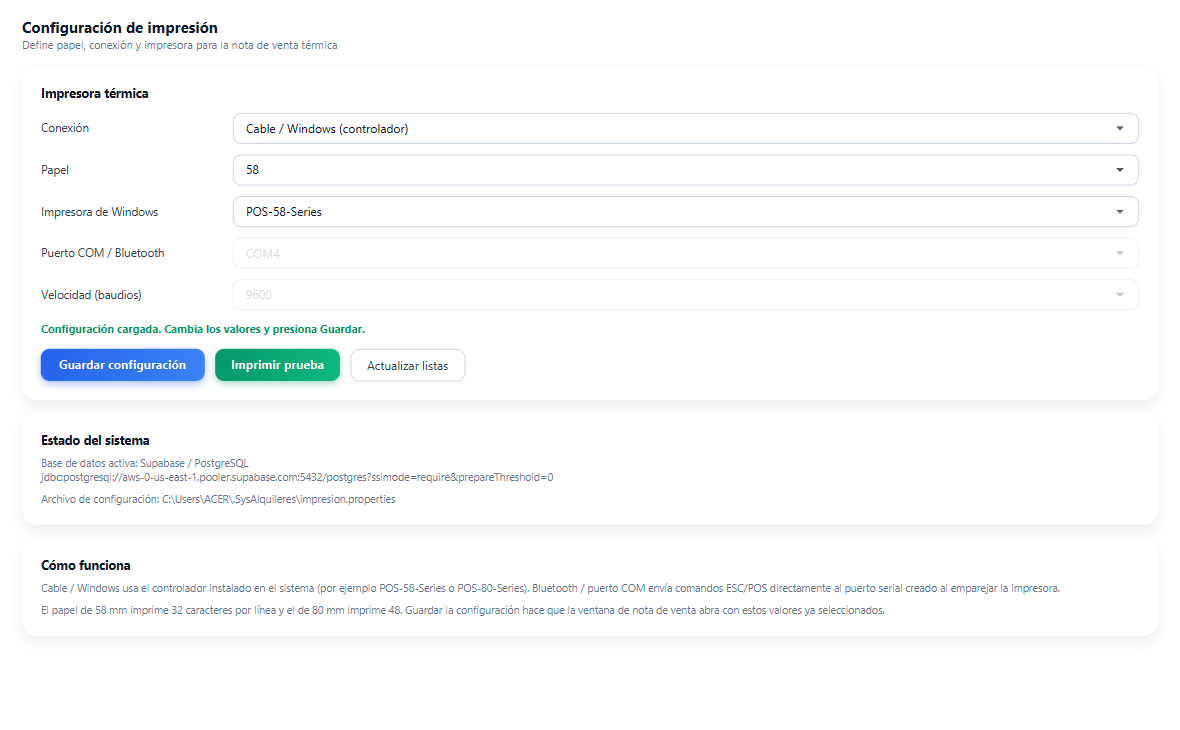 Configuración de impresión
Define papel, conexión y impresora para la nota de venta térmica
Impresora térmica
Conexión
Cable / Windows (controlador)
Papel
58
Impresora de Windows
POS-58-Series
Puerto COM / Bluetooth
COM4
Velocidad (baudios)
9600
Configuración cargada. Cambia los valores y presiona Guardar.
Guardar configuración
Imprimir prueba
Actualizar listas
Estado del sistema
Base de datos activa: Supabase / PostgreSQL
jdbc:postgresql://aws-0-us-east-1.pooler.supabase.com:5432/postgres?sslmode=require&prepareThreshold=0
Archivo de configuración: C:\Users\ACER\.SysAlquileres\impresion.properties
Cómo funciona
Cable / Windows usa el controlador instalado en el sistema (por ejemplo POS-58-Series o POS-80-Series). Bluetooth / puerto COM envía comandos ESC/POS directamente al puerto serial creado al emparejar la impresora.
El papel de 58 mm imprime 32 caracteres por línea y el de 80 mm imprime 48. Guardar la configuración hace que la ventana de nota de venta abra con estos valores ya seleccionados.